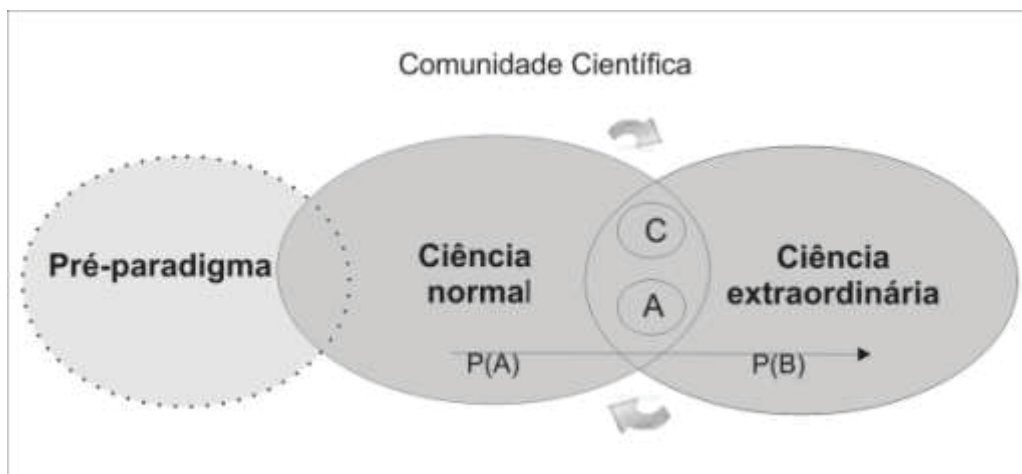 Comunidade Científica
Pré-paradigma
Ciência
normal
C
A
Ciência
extraordinária
P(A)
P(B)